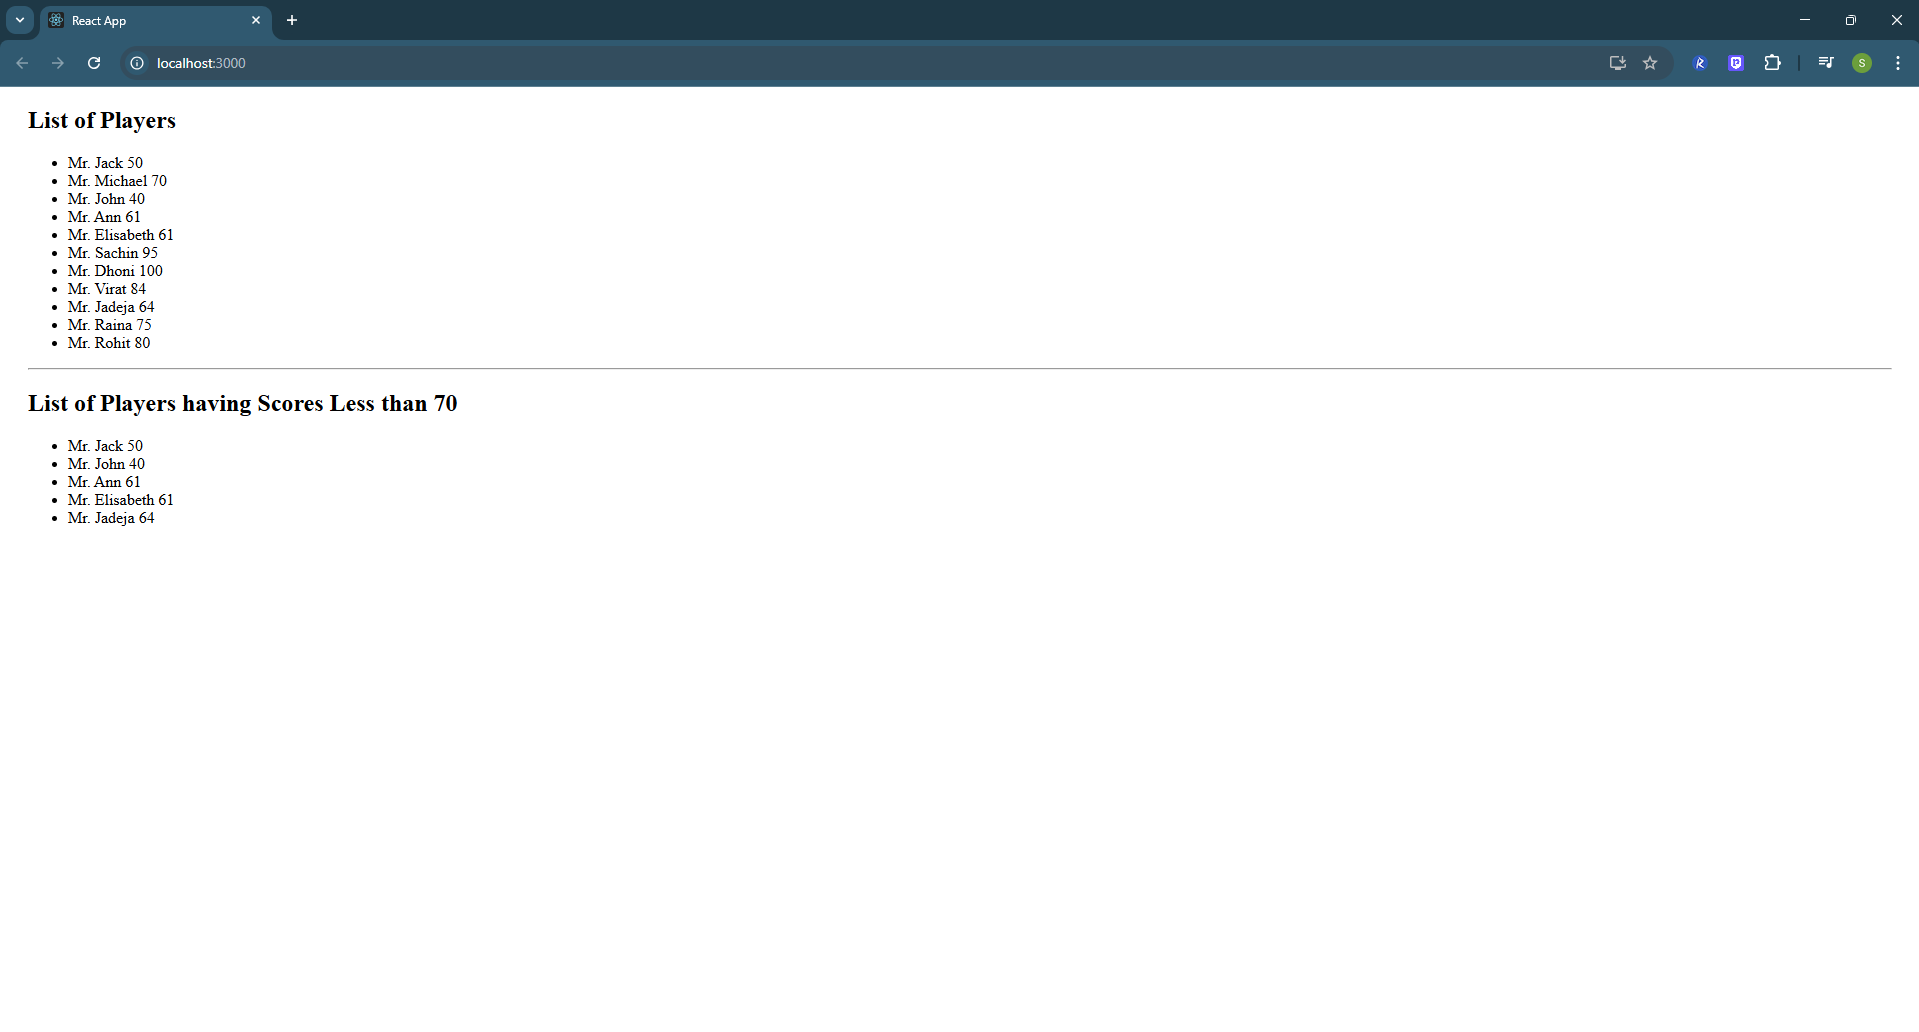 React App
localhost:3000
S
List of Players
Mr. Jack 50
Mr. Michael 70
Mr. John 40
Mr. Ann 61
Mr. Elisabeth 61
Mr. Sachin 95
Mr. Dhoni 100
Mr. Virat 84
Mr. Jadeja 64
Mr. Raina 75
Mr. Rohit 80
List of Players having Scores Less than 70
Mr. Jack 50
Mr. John 40
Mr. Ann 61
Mr. Elisabeth 61
Mr. Jadeja 64